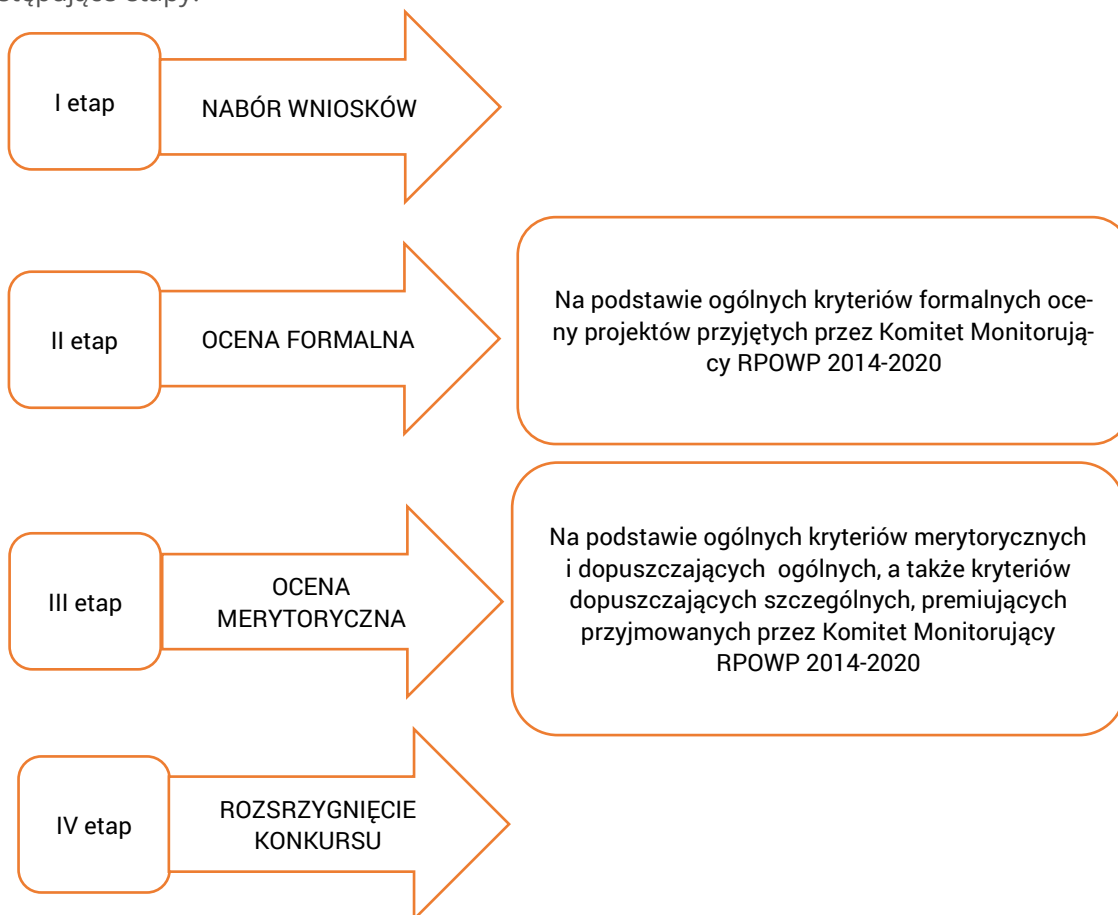 etapy:
I etap
NABÓR WNIOSKÓW
II etap
OCENA FORMALNA
Na podstawie ogólnych kryteriów formalnych oce-
ny projektów przyjętych przez Komitet Monitorują-
cy RPOWP 2014-2020
III etap
OCENA
MERYTORYCZNA
Na podstawie ogólnych kryteriów merytorycznych
i dopuszczających ogólnych, a także kryteriów
dopuszczających szczególnych, premiujących
przyjmowanych przez Komitet Monitorujący
RPOWP 2014-2020
IV etap
ROZSRZYGNIĘCIE
KONKURSU